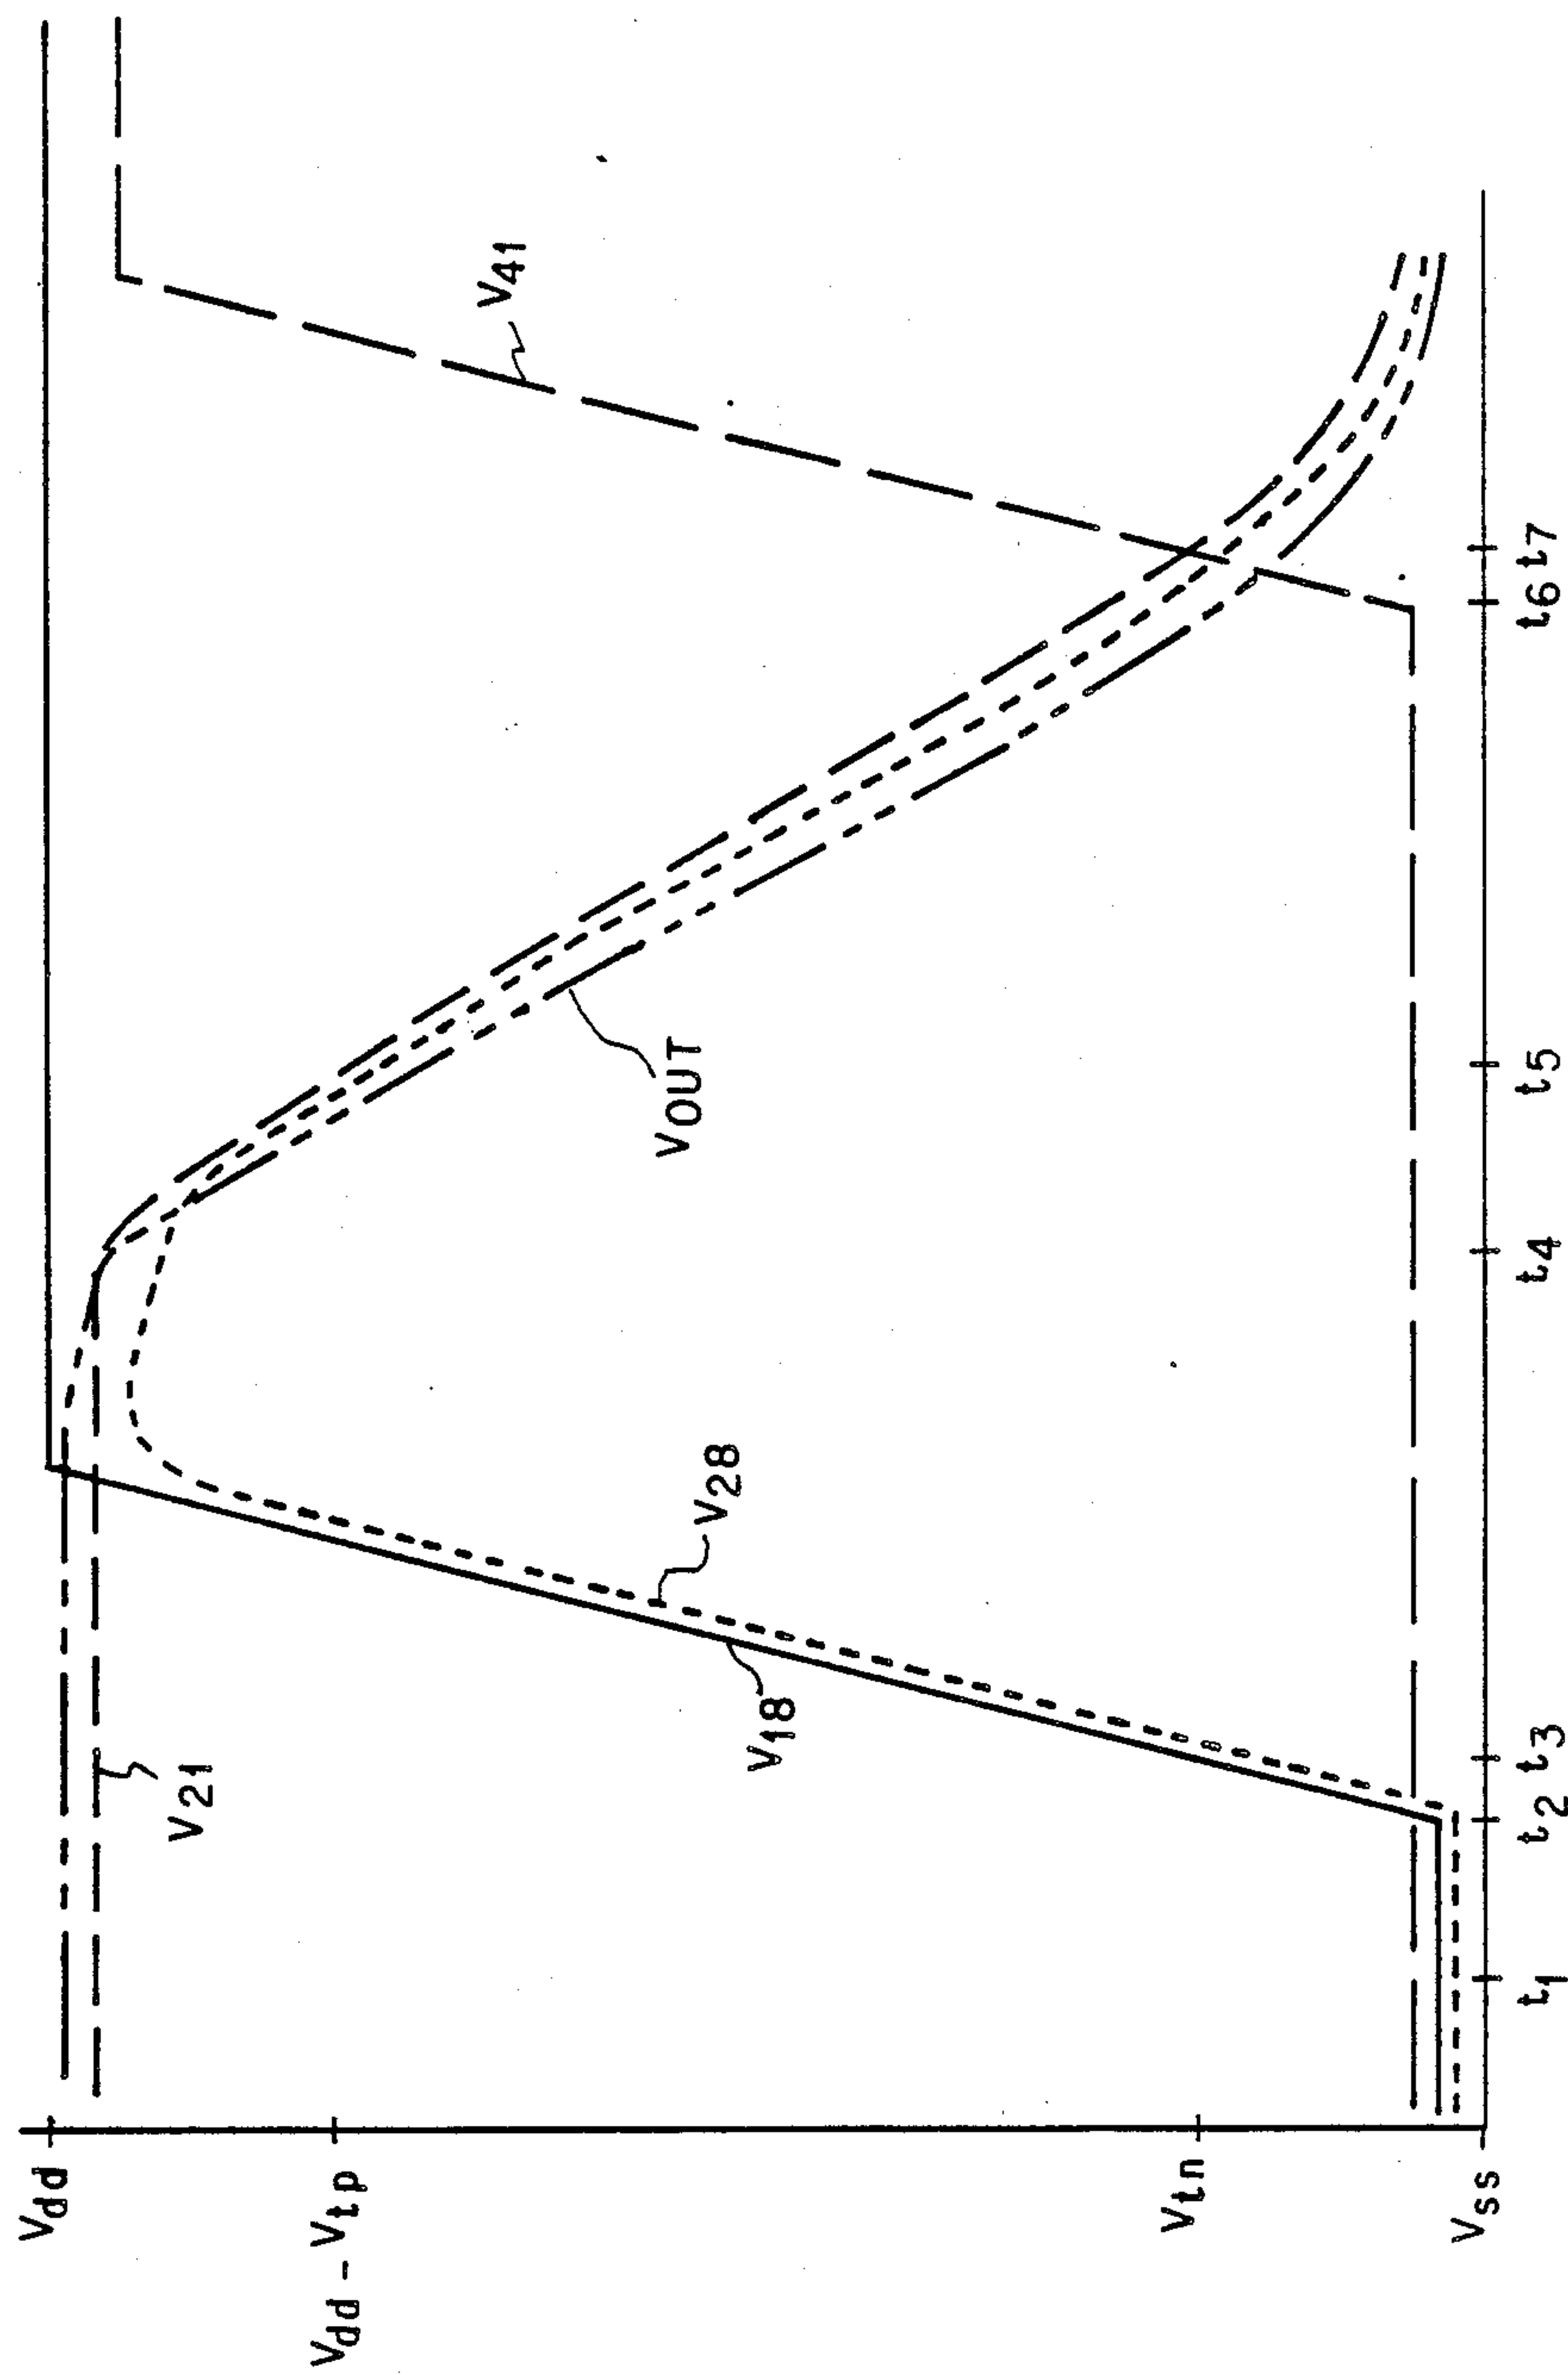 Vdd
Vdd - Vtp
Vtn
Vss
V21
V18
V28
VOUT
V41
t1
t2
t3
t4
t5
t6
t7